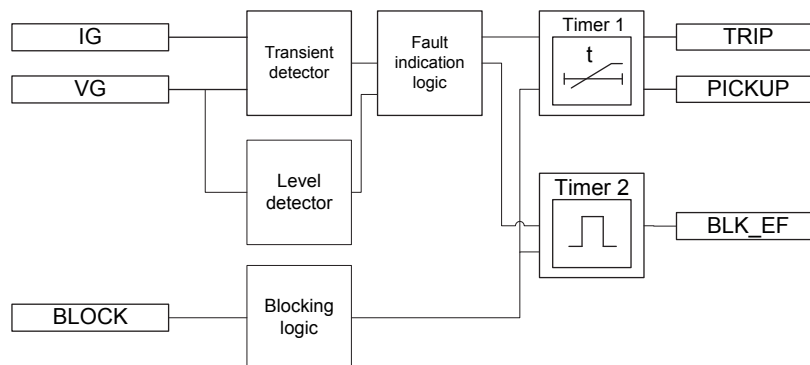 IG
VG
Transient
detector
Fault
indication
logic
Timer 1
t
TRIP
PICKUP
Level
detector
Timer 2
BLK_EF
BLOCK
Blocking
logic